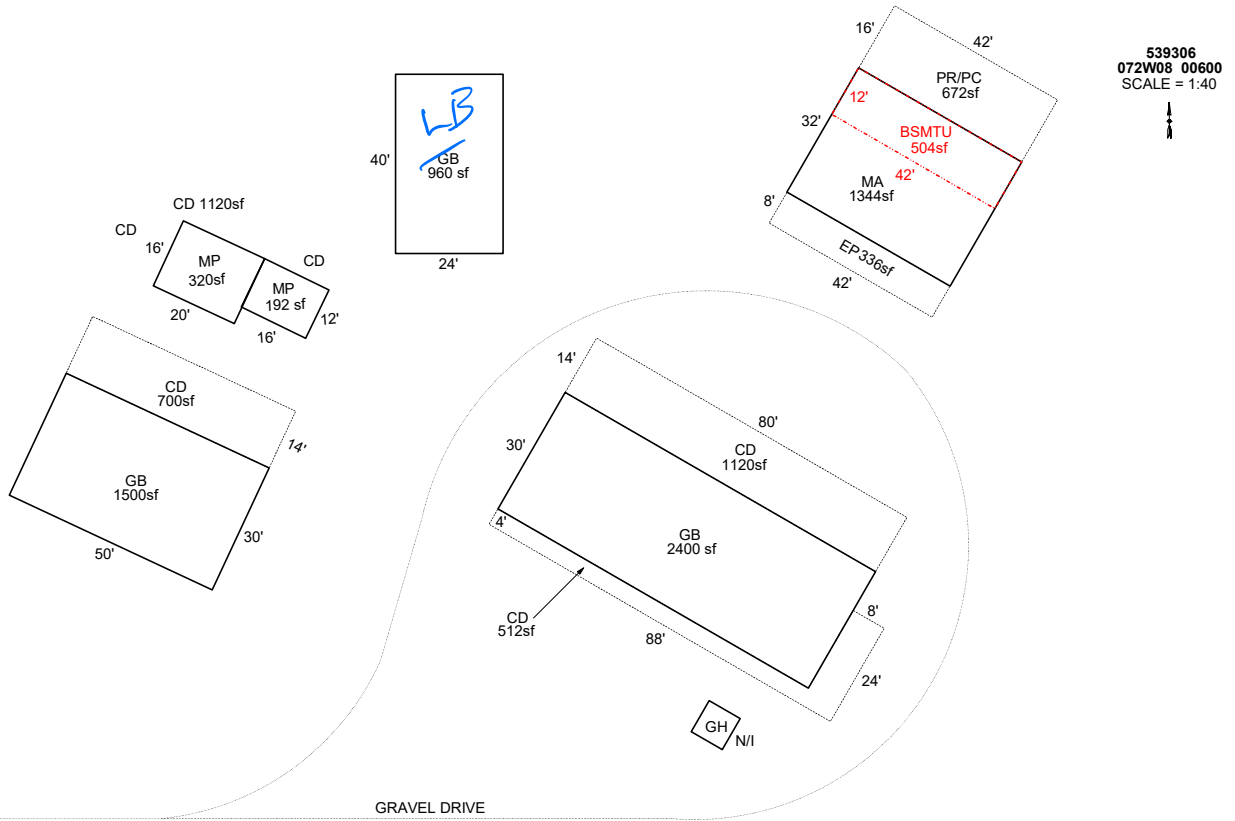 539306
072W08 00600
SCALE = 1:40
N
16'
42'
PR/PC
672sf
12'
32'
BSMTU
504sf
42'
MA
1344sf
8'
EP336sf
42'
LB
GB
960 sf
40'
24'
CD 1120sf
CD
16'
MP
320sf
CD
MP
192 sf
20'
16'
12'
CD
700sf
14'
GB
1500sf
30'
50'
14'
80'
CD
1120sf
30'
4'
GB
2400 sf
8'
CD
512sf
88'
24'
GH
N/I
GRAVEL DRIVE